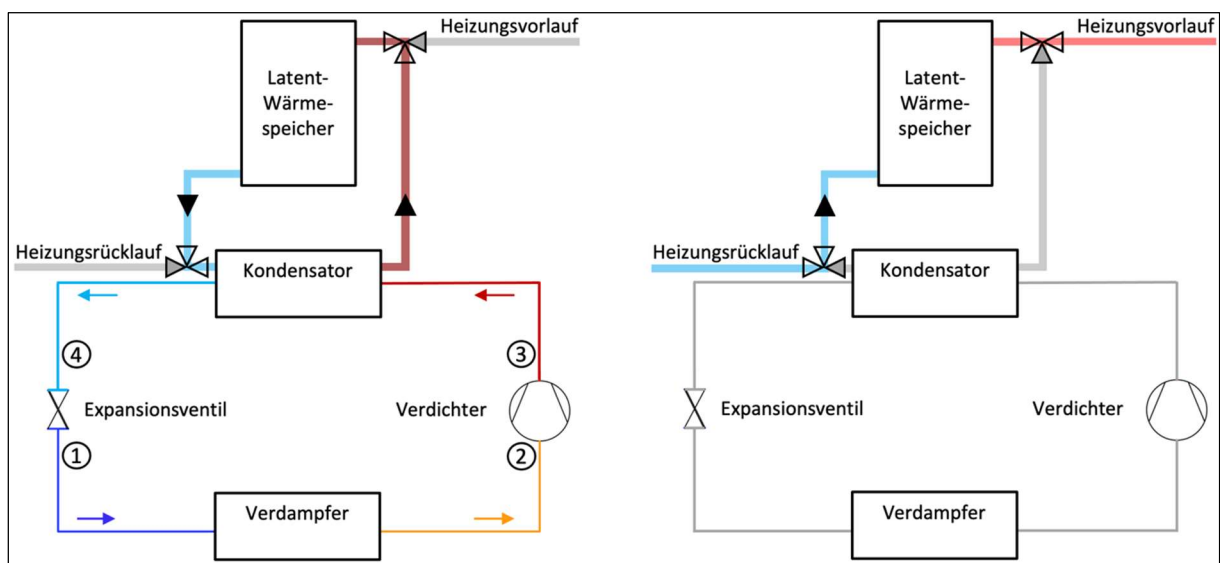 Heizungsvorlauf
Latent-
Wärme-
speicher
Heizungsrücklauf
Kondensator
④
③
Expansionsventil
Verdichter
①
②
Verdampfer
Heizungsvorlauf
Latent-
Wärme-
speicher
Heizungsrücklauf
Kondensator
Expansionsventil
Verdichter
Verdampfer